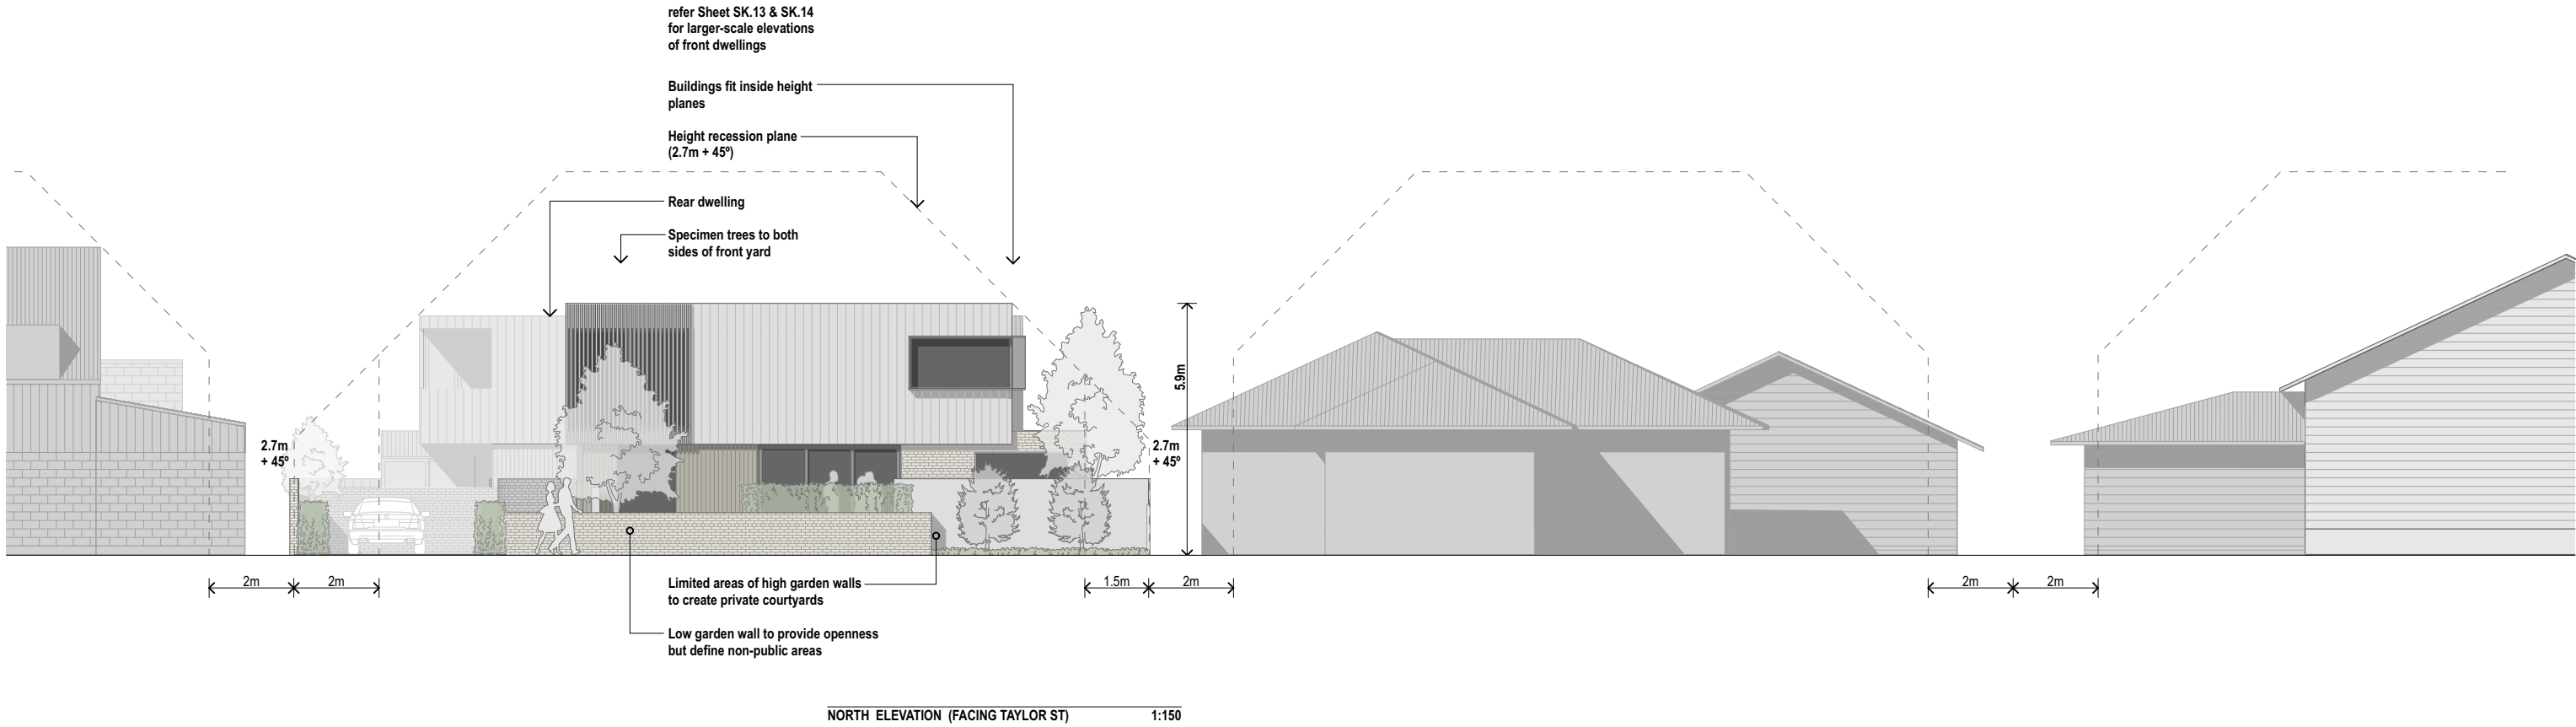 refer Sheet SK.13 & SK.14
for larger-scale elevations
of front dwellings
Buildings fit inside height
planes
Height recession plane
(2.7m + 45º)
Rear dwelling
Specimen trees to both
sides of front yard
5.9m
2.7m
+ 45º
2.7m
+ 45º
2m
2m
1.5m
2m
2m
2m
Limited areas of high garden walls
to create private courtyards
Low garden wall to provide openness
but define non-public areas
NORTH ELEVATION (FACING TAYLOR ST) 1:150